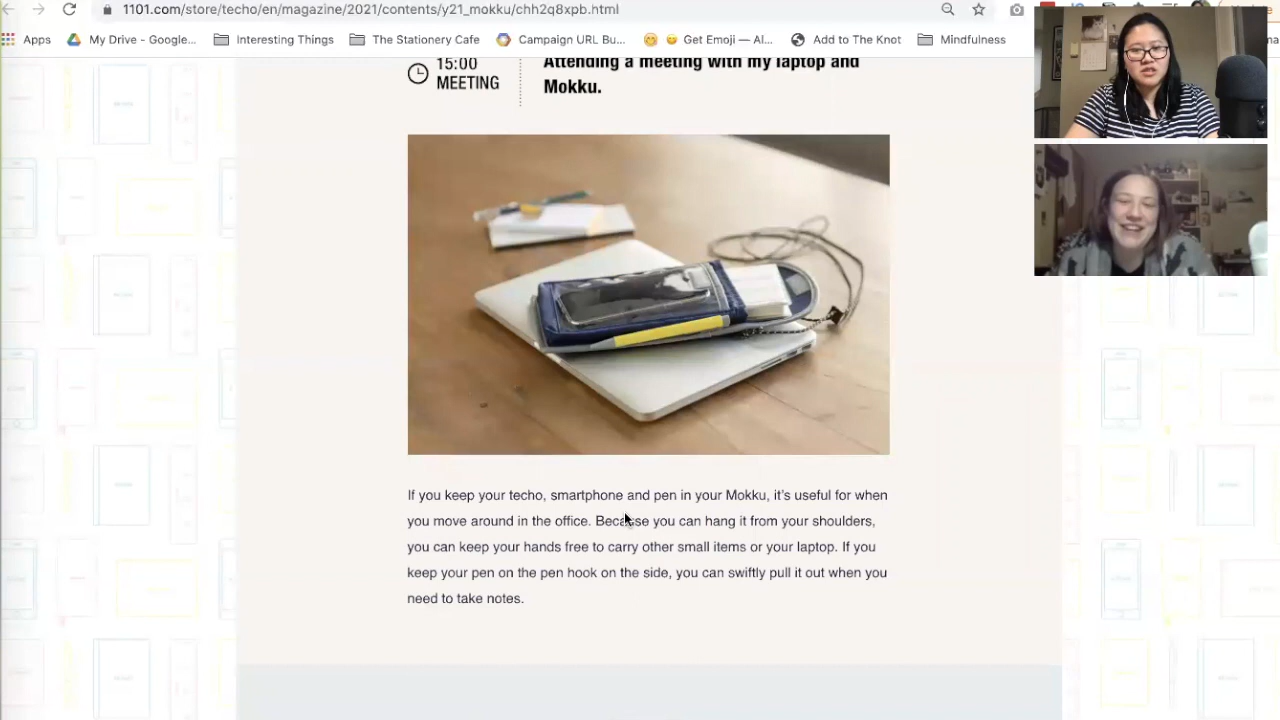 1101.com/store/techo/en/magazine/2021/contents/y21_mokku/chh2q8xpb.html
Apps My Drive - Google... Interesting Things The Stationery Cafe Campaign URL Bu... Get Emoji — Al... Add to The Knot Mindfulness
15:00
MEETING
Attending a meeting with my laptop and
Mokku.
If you keep your techo, smartphone and pen in your Mokku, it's useful for when
you move around in the office. Because you can hang it from your shoulders,
you can keep your hands free to carry other small items or your laptop. If you
keep your pen on the pen hook on the side, you can swiftly pull it out when you
need to take notes.